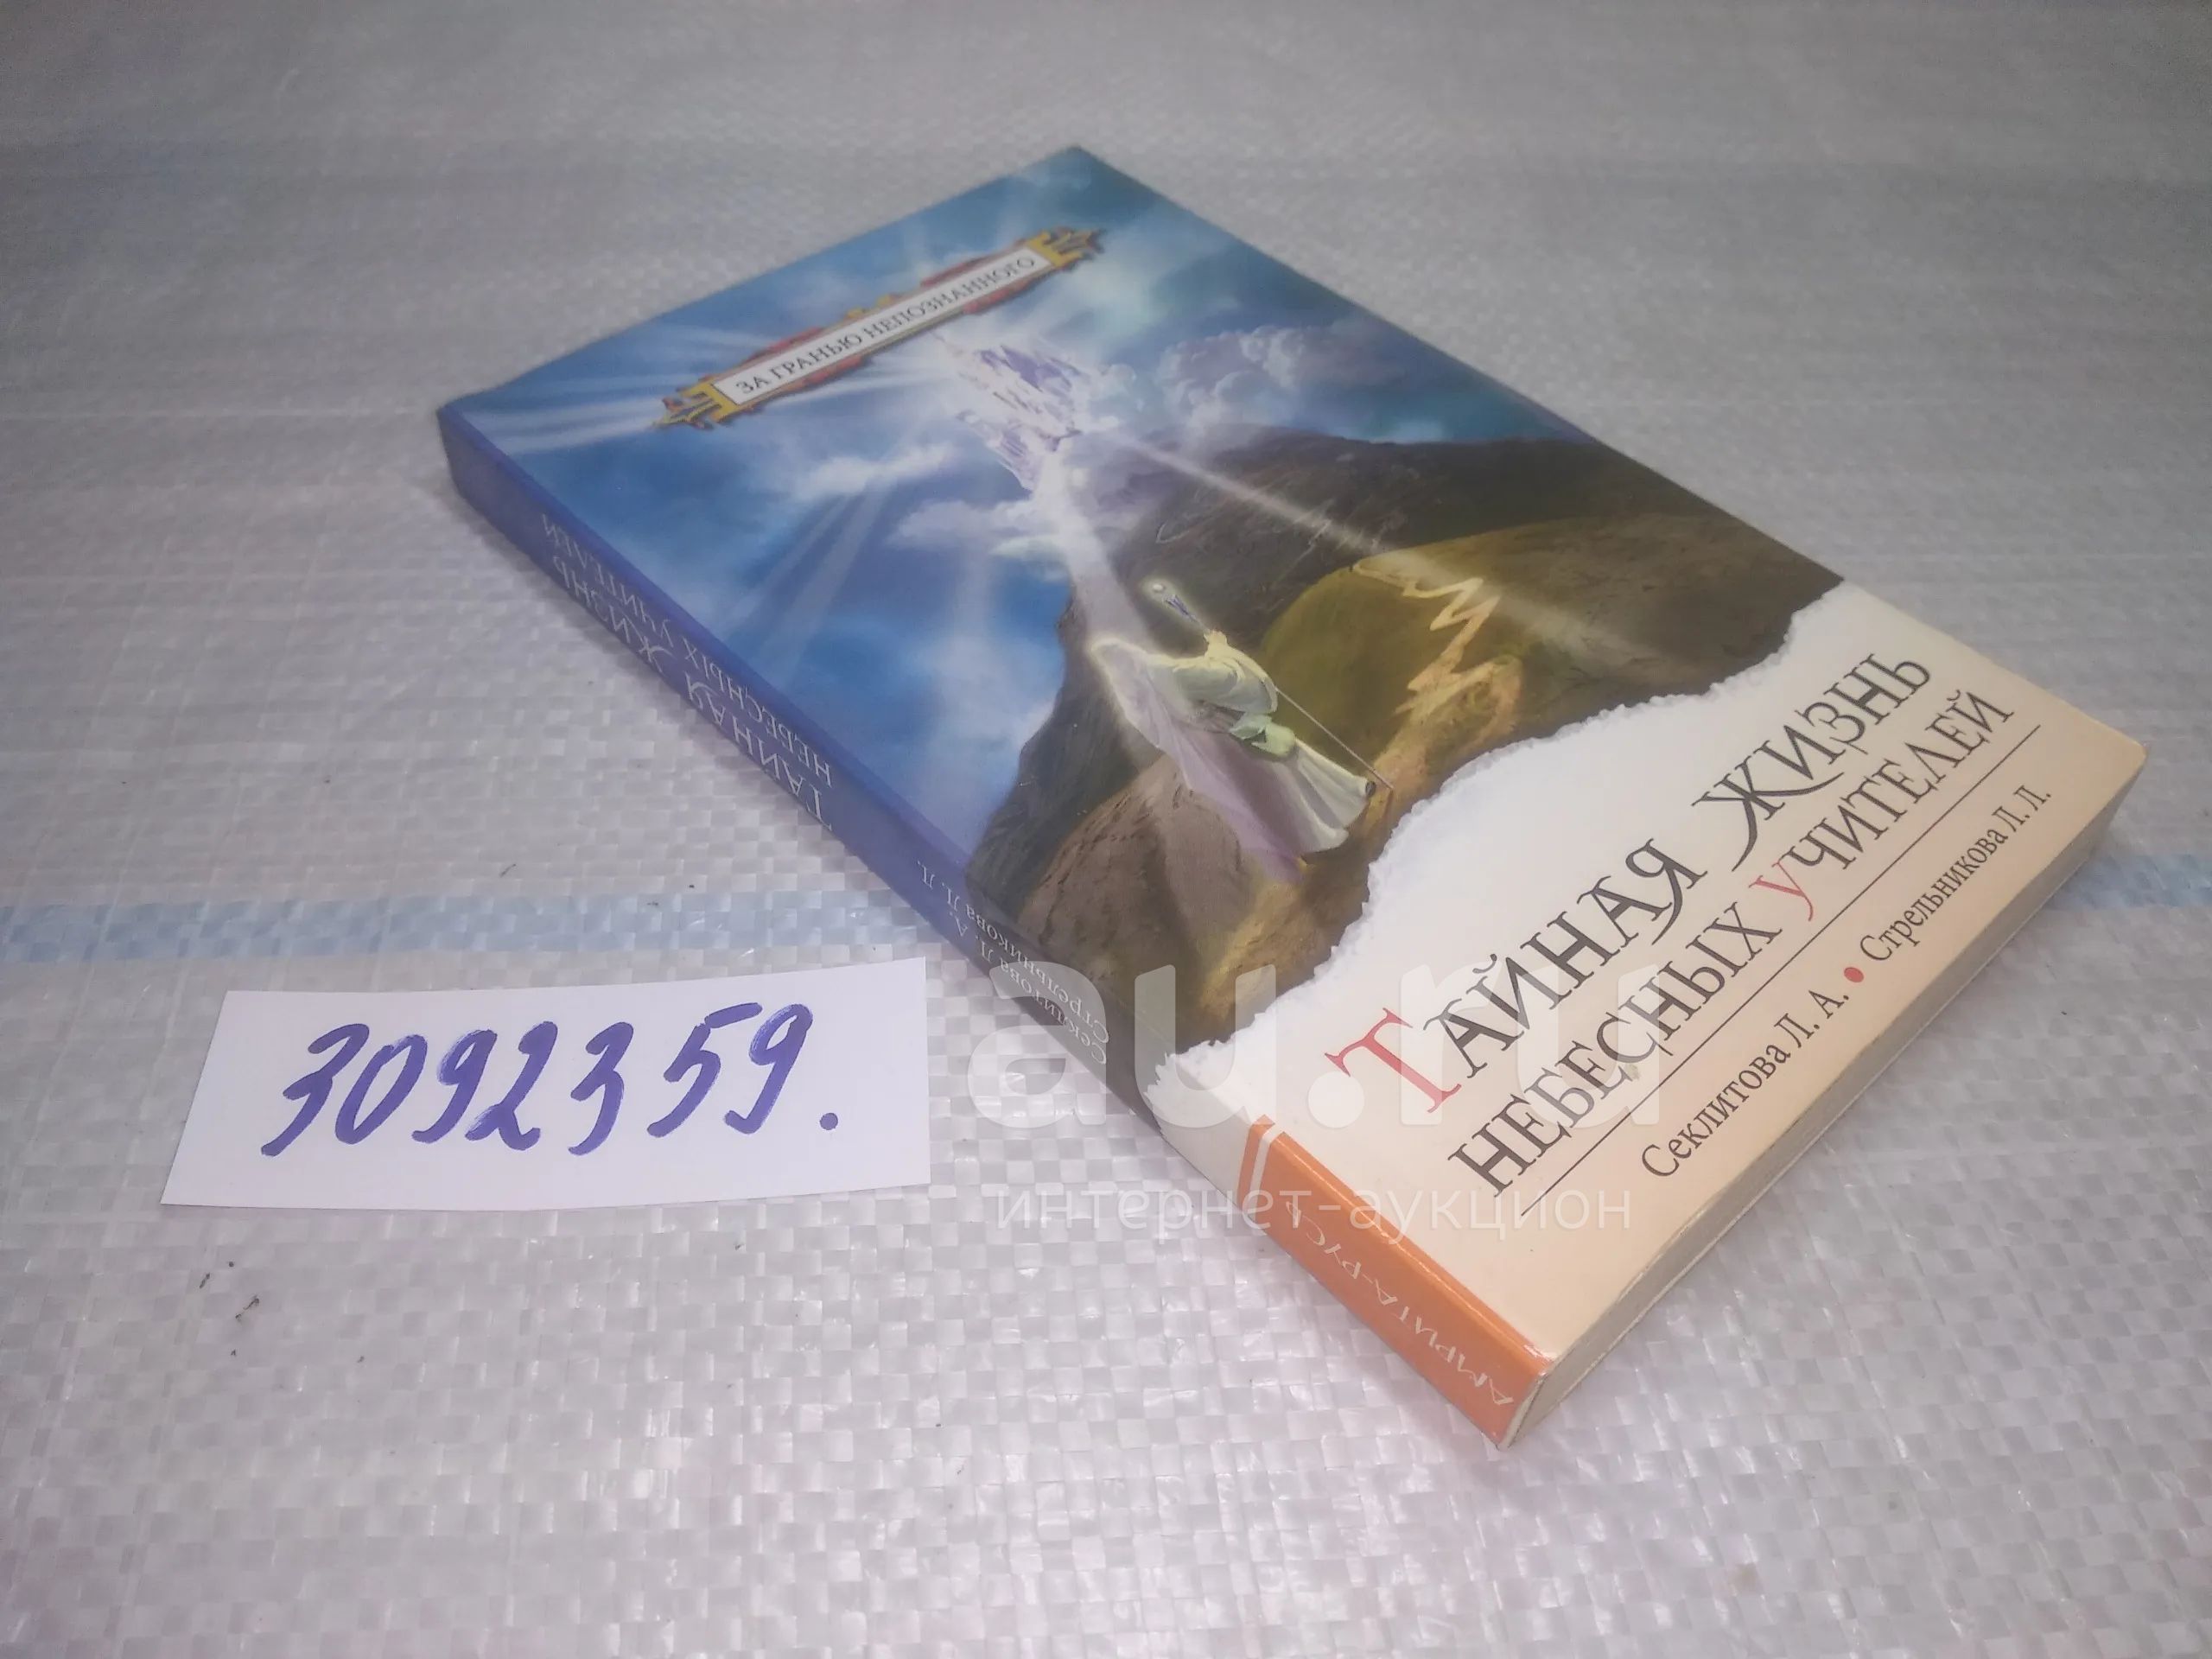 ЗА ГРАНЬЮ НЕПОЗНАННОГО
ТАЙНАЯ ЖИЗНЬ
НЕБЕСНЫХ УЧИТЕЛЕЙ
Секлитова Л. А. • Стрельникова Л. Л.
ТАЙНАЯ ЖИЗНЬ
НЕБЕСНЫХ УЧИТЕЛЕЙ
Секлитова Л. А.
Стрельникова Л. Л.
АМРИТА-РУСЬ
3092359.
au.ru
интернет-аукцион